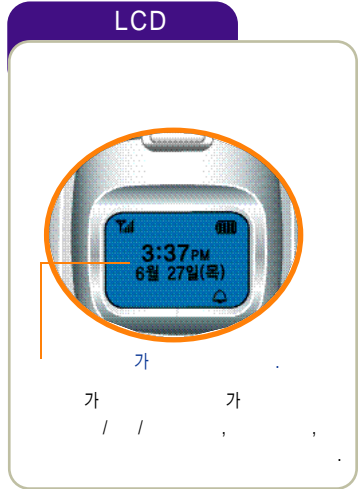 LCD
3:37PM
6월 27일(목)
가 .
가 가
/ / , ,
.